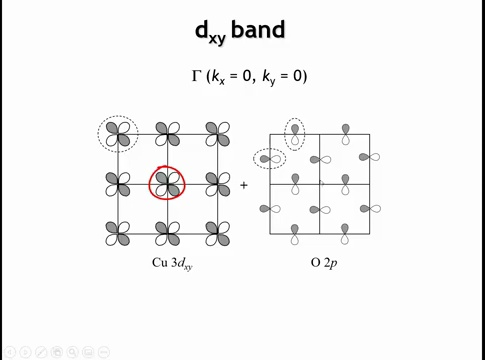 dxy band
Γ (kx = 0, ky = 0)
+
Cu 3dxy
O 2p